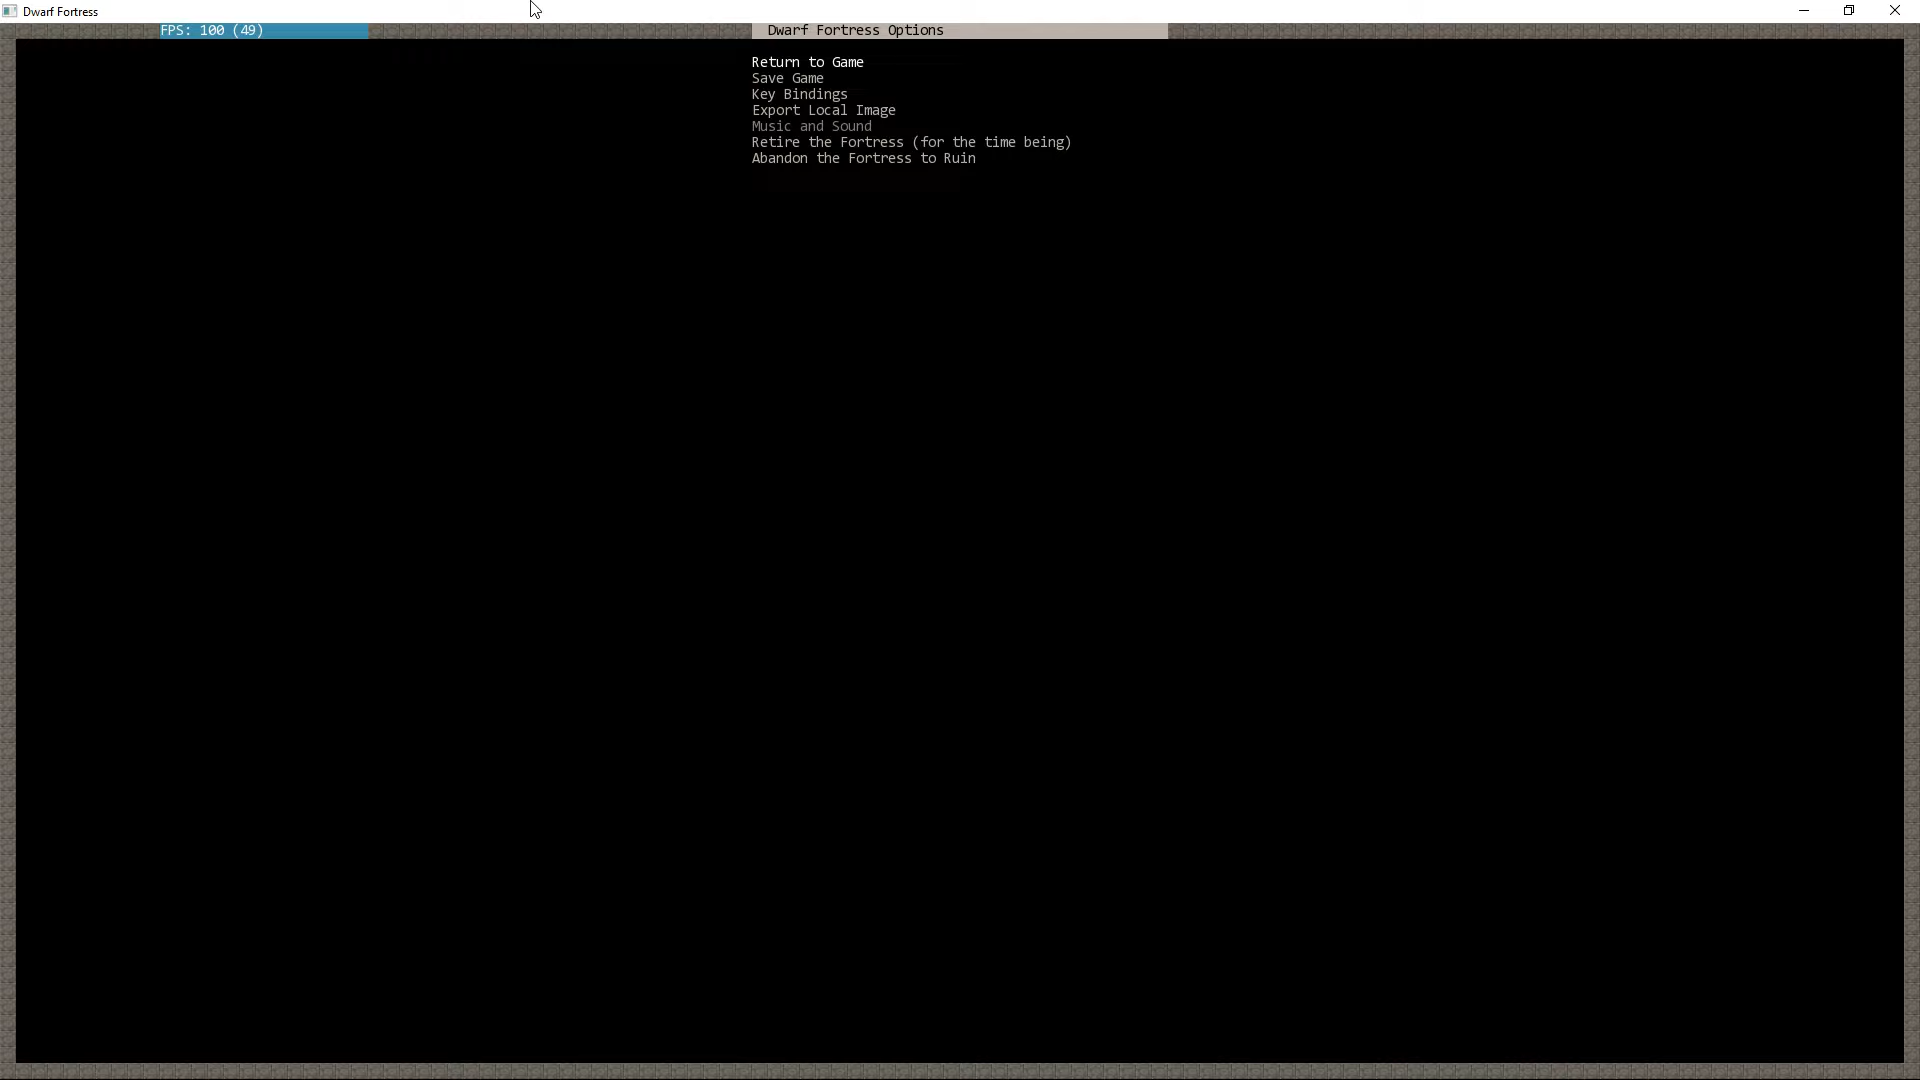 Dwarf Fortress
FPS: 100 (49)
Dwarf Fortress Options
Return to Game
Save Game
Key Bindings
Export Local Image
Music and Sound
Retire the Fortress (for the time being)
Abandon the Fortress to Ruin